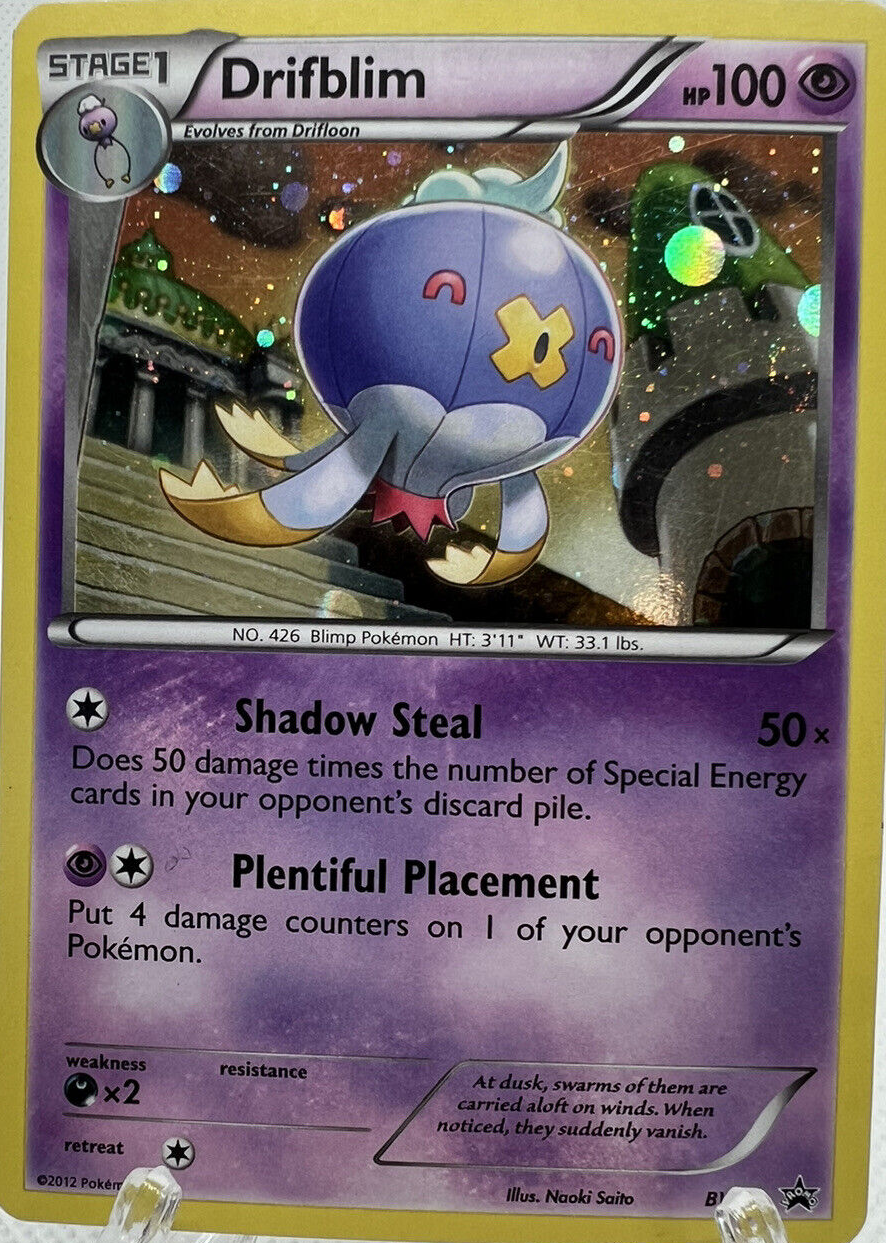 STAGE1
Drifblim
HP100
Evolves from Drifloon
NO. 426 Blimp Pokémon HT: 3'11" WT: 33.1 lbs.
Shadow Steal
50×
Does 50 damage times the number of Special Energy
cards in your opponent's discard pile.
Plentiful Placement
Put 4 damage counters on 1 of your opponent's
Pokémon.
weakness
resistance
×2
At dusk, swarms of them are
carried aloft on winds. When
noticed, they suddenly vanish.
retreat
©2012
Illus. Naoki Saito
PROMO